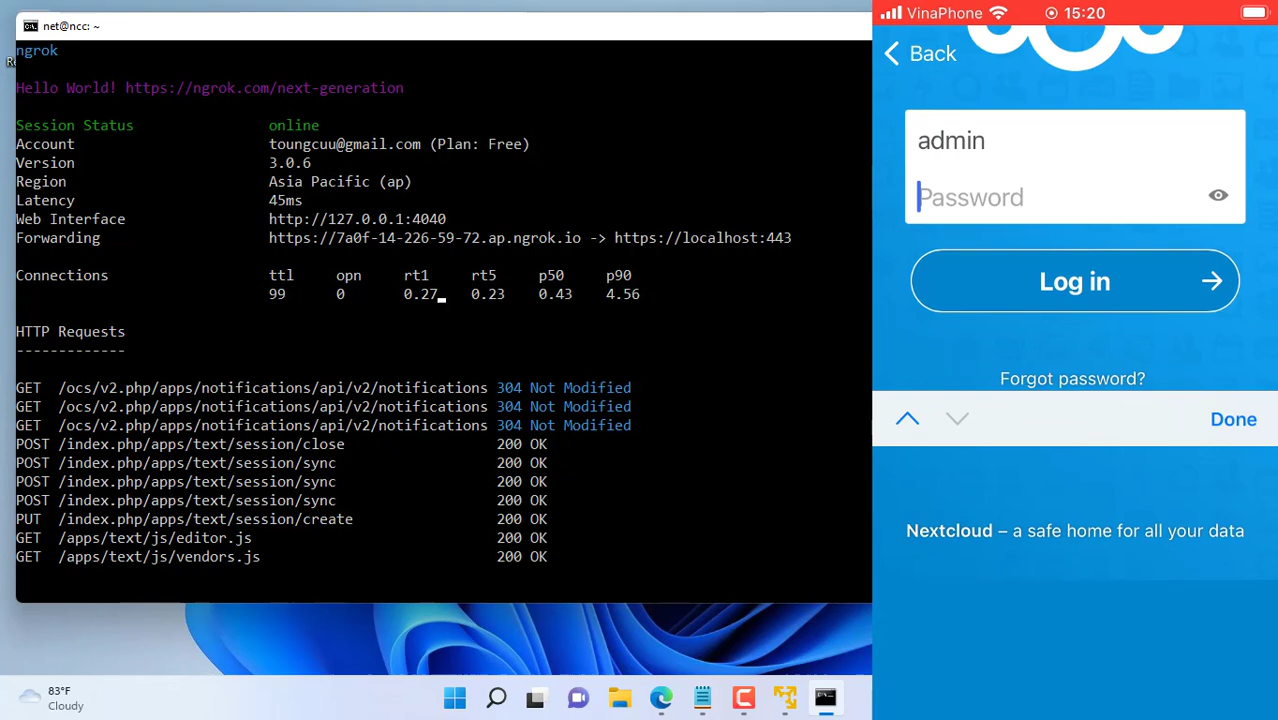 net@ncc: ~
ngrok
Hello World! https://ngrok.com/next-generation
Session Status online
Account toungcuu@gmail.com (Plan: Free)
Version 3.0.6
Region Asia Pacific (ap)
Latency 45ms
Web Interface http://127.0.0.1:4040
Forwarding https://7a0f-14-226-59-72.ap.ngrok.io -> https://localhost:443
Connections ttl opn rt1 rt5 p50 p90
99 0 0.27 0.23 0.43 4.56
HTTP Requests
-------------
GET /ocs/v2.php/apps/notifications/api/v2/notifications 304 Not Modified
GET /ocs/v2.php/apps/notifications/api/v2/notifications 304 Not Modified
GET /ocs/v2.php/apps/notifications/api/v2/notifications 304 Not Modified
POST /index.php/apps/text/session/close 200 OK
POST /index.php/apps/text/session/sync 200 OK
POST /index.php/apps/text/session/sync 200 OK
POST /index.php/apps/text/session/sync 200 OK
PUT /index.php/apps/text/session/create 200 OK
GET /apps/text/js/editor.js 200 OK
GET /apps/text/js/vendors.js 200 OK
83°F
Cloudy
VinaPhone 15:20
Back
admin
Password
Log in
Forgot password?
Done
Nextcloud – a safe home for all your data